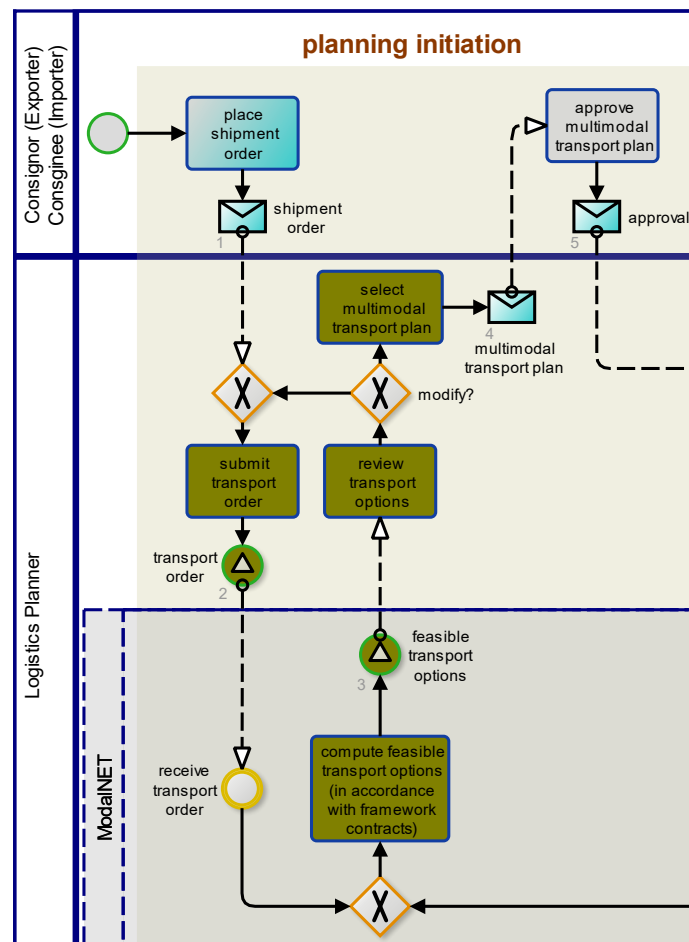 planning initiation
Consignor (Exporter)
Consginee (Importer)
place
shipment
order
approve
multimodal
transport plan
shipment
order
1
approval
5
Logistics Planner
select
multimodal
transport plan
4
multimodal
transport plan
X
X
modify?
submit
transport
order
review
transport
options
transport
order
2
ModalNET
feasible
transport
options
3
receive
transport
order
compute feasible
transport options
(in accordance
with framework
contracts)
X